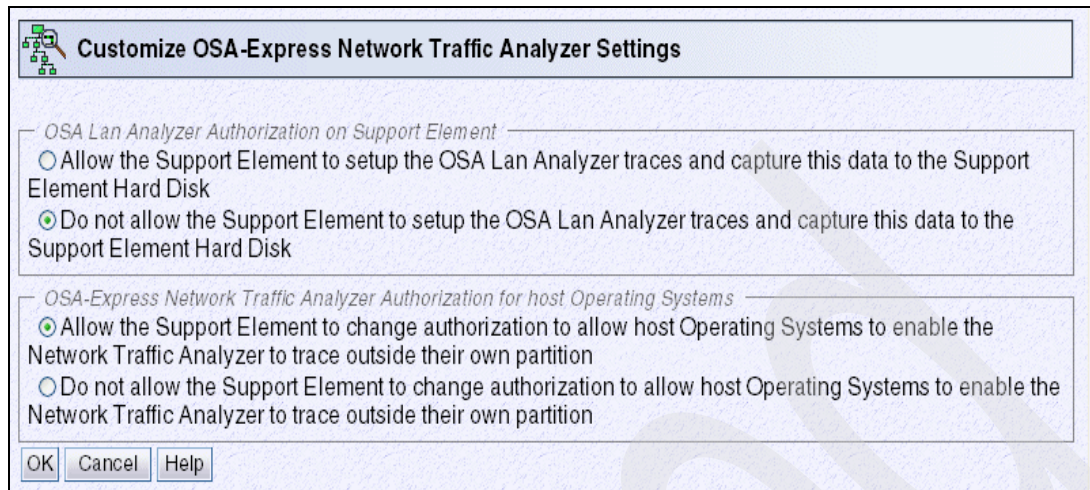 Customize OSA-Express Network Traffic Analyzer Settings
OSA Lan Analyzer Authorization on Support Element
Allow the Support Element to setup the OSA Lan Analyzer traces and capture this data to the Support
Element Hard Disk
Do not allow the Support Element to setup the OSA Lan Analyzer traces and capture this data to the
Support Element Hard Disk
OSA-Express Network Traffic Analyzer Authorization for host Operating Systems
Allow the Support Element to change authorization to allow host Operating Systems to enable the
Network Traffic Analyzer to trace outside their own partition
Do not allow the Support Element to change authorization to allow host Operating Systems to enable the
Network Traffic Analyzer to trace outside their own partition
OK Cancel Help